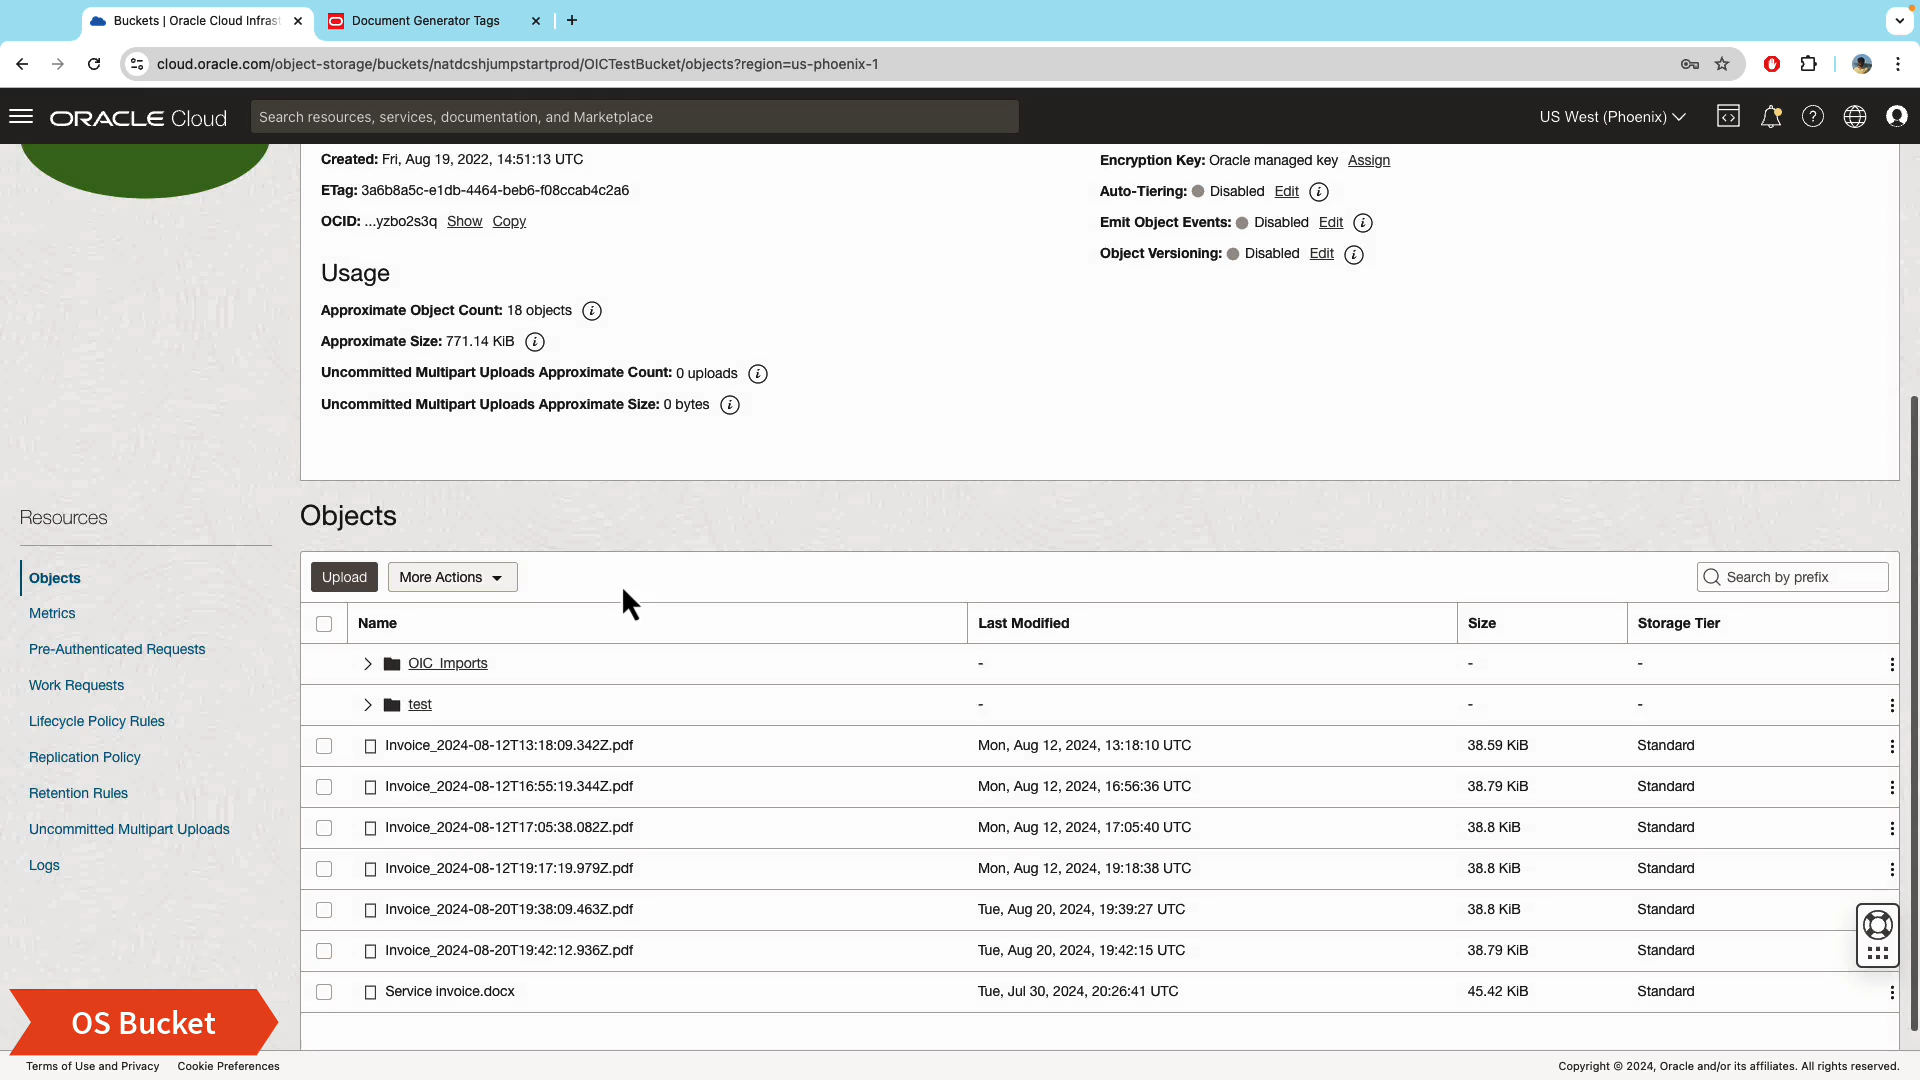 Buckets | Oracle Cloud Infrast
Document Generator Tags
cloud.oracle.com/object-storage/buckets/natdcshjumpstartprod/OICTestBucket/objects?region=us-phoenix-1
ORACLE Cloud
Search resources, services, documentation, and Marketplace
US West (Phoenix)
Created: Fri, Aug 19, 2022, 14:51:13 UTC
ETag: 3a6b8a5c-e1db-4464-beb6-f08ccab4c2a6
OCID: ...yzbo2s3q Show Copy
Encryption Key: Oracle managed key Assign
Auto-Tiering: Disabled Edit
Emit Object Events: Disabled Edit
Object Versioning: Disabled Edit
Usage
Approximate Object Count: 18 objects
Approximate Size: 771.14 KiB
Uncommitted Multipart Uploads Approximate Count: 0 uploads
Uncommitted Multipart Uploads Approximate Size: 0 bytes
Resources
Objects
Metrics
Pre-Authenticated Requests
Work Requests
Lifecycle Policy Rules
Replication Policy
Retention Rules
Uncommitted Multipart Uploads
Logs
Objects
Upload More Actions Search by prefix
Name Last Modified Size Storage Tier
OIC_Imports - - -
test - - -
Invoice_2024-08-12T13:18:09.342Z.pdf Mon, Aug 12, 2024, 13:18:10 UTC 38.59 KiB Standard
Invoice_2024-08-12T16:55:19.344Z.pdf Mon, Aug 12, 2024, 16:56:36 UTC 38.79 KiB Standard
Invoice_2024-08-12T17:05:38.082Z.pdf Mon, Aug 12, 2024, 17:05:40 UTC 38.8 KiB Standard
Invoice_2024-08-12T19:17:19.979Z.pdf Mon, Aug 12, 2024, 19:18:38 UTC 38.8 KiB Standard
Invoice_2024-08-20T19:38:09.463Z.pdf Tue, Aug 20, 2024, 19:39:27 UTC 38.8 KiB Standard
Invoice_2024-08-20T19:42:12.936Z.pdf Tue, Aug 20, 2024, 19:42:15 UTC 38.79 KiB Standard
Service invoice.docx Tue, Jul 30, 2024, 20:26:41 UTC 45.42 KiB Standard
OS Bucket
Terms of Use and Privacy Cookie Preferences
Copyright © 2024, Oracle and/or its affiliates. All rights reserved.